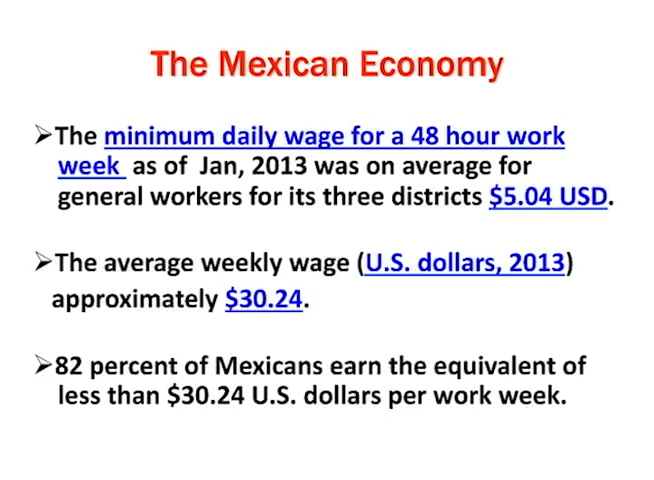 The Mexican Economy
➢The minimum daily wage for a 48 hour work
week as of Jan, 2013 was on average for
general workers for its three districts $5.04 USD.
➢The average weekly wage (U.S. dollars, 2013)
approximately $30.24.
➢82 percent of Mexicans earn the equivalent of
less than $30.24 U.S. dollars per work week.